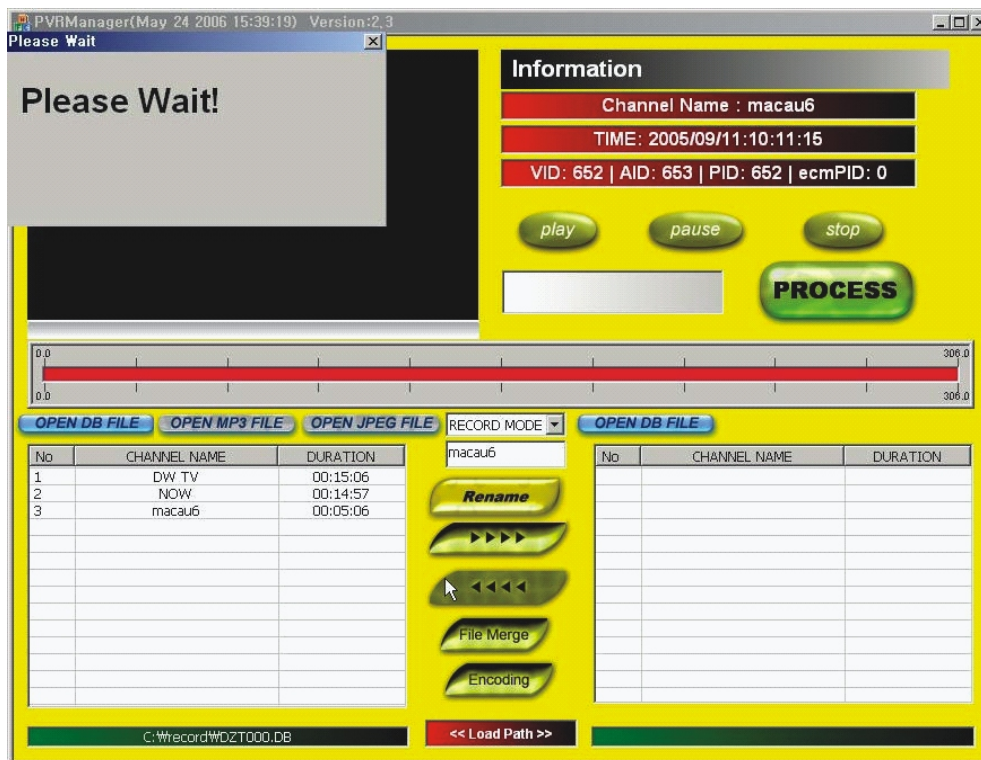 PVRManager(May 24 2006 15:39:19) Version:2,3
Please Wait
Please Wait!
Information
Channel Name : macau6
TIME: 2005/09/11:10:11:15
VID: 652 | AID: 653 | PID: 652 | ecmPID: 0
play pause stop
PROCESS
0.0 306.0
0.0 306.0
OPEN DB FILE OPEN MP3 FILE OPEN JPEG FILE RECORD MODE OPEN DB FILE
macau6
No CHANNEL NAME DURATION
1 DW TV 00:15:06
2 NOW 00:14:57
3 macau6 00:05:06
Rename
File Merge
Encoding
No CHANNEL NAME DURATION
C:₩record₩DZT000.DB
<< Load Path >>